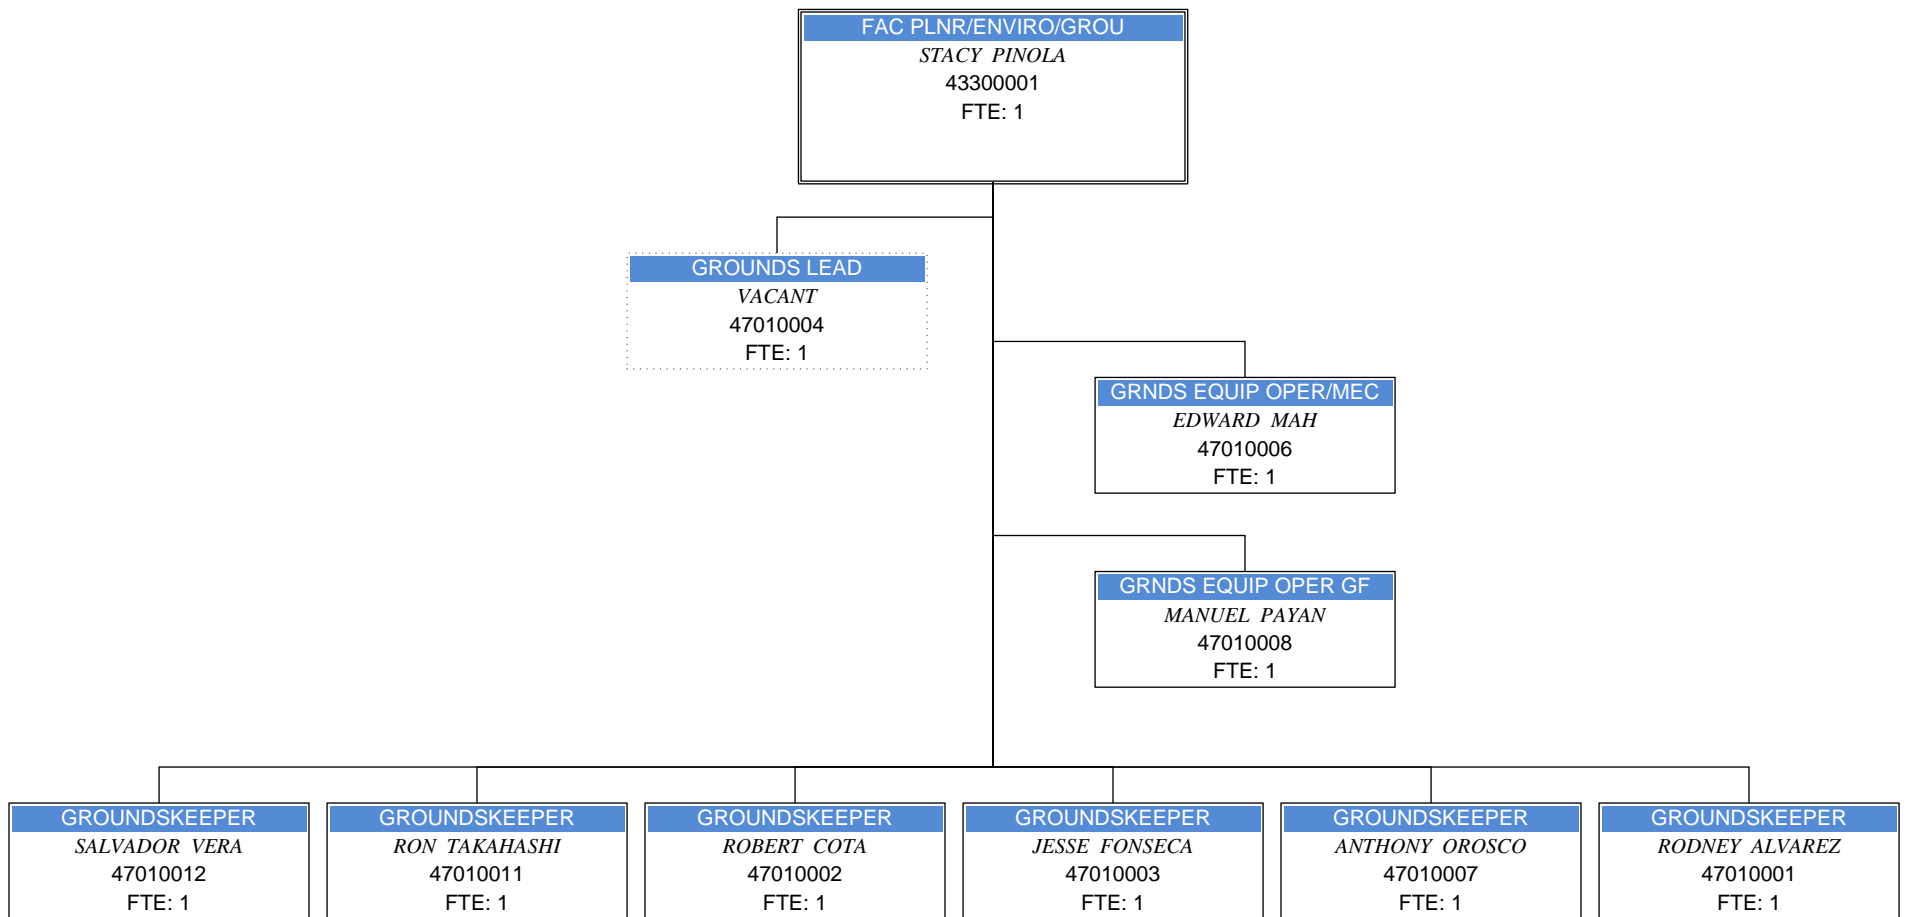 FAC PLNR/ENVIRO/GROU
STACY PINOLA
43300001
FTE: 1
GROUNDS LEAD
VACANT
47010004
FTE: 1
GRNDS EQUIP OPER/MEC
EDWARD MAH
47010006
FTE: 1
GRNDS EQUIP OPER GF
MANUEL PAYAN
47010008
FTE: 1
GROUNDSKEEPER
SALVADOR VERA
47010012
FTE: 1
GROUNDSKEEPER
RON TAKAHASHI
47010011
FTE: 1
GROUNDSKEEPER
ROBERT COTA
47010002
FTE: 1
GROUNDSKEEPER
JESSE FONSECA
47010003
FTE: 1
GROUNDSKEEPER
ANTHONY OROSCO
47010007
FTE: 1
GROUNDSKEEPER
RODNEY ALVAREZ
47010001
FTE: 1